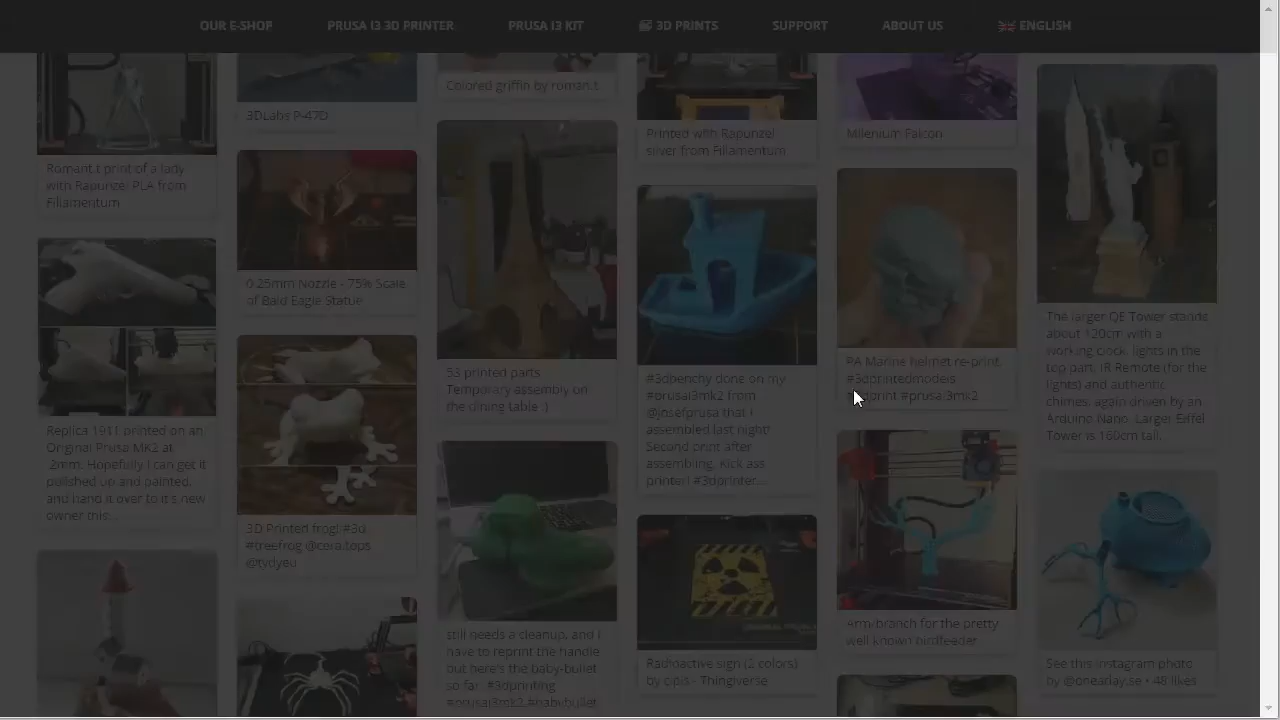 OUR E-SHOP
PRUSA I3 3D PRINTER
PRUSA I3 KIT
3D PRINTS
SUPPORT
ABOUT US
ENGLISH
Romant.t print of a lady
with Rapunzel PLA from
Fillamentum
Replica 1911 printed on an
Original Prusa MK2 at
.2mm. Hopefully I can get it
pulished up and painted,
and hand it over to it's new
owner this...
3DLabs P-47D
0.25mm Nozzle - 75% Scale
of Bald Eagle Statue
3D Printed frog! #3d
#treefrog @cera.tops
@tvdyeu
Colored griffin by roman.t.
53 printed parts
Temporary assembly on
the dining table :)
still needs a cleanup, and I
have to reprint the handle
but here's the baby-bullet
so far. #3dprinting
#prusai3mk2 #babybullet
Printed with Rapunzel
silver from Fillamentum
#3dbenchy done on my
#prusai3mk2 from
@josefprusa that I
assembled last night!
Second print after
assembling. Kick ass
printer! #3dprinter...
Radioactive sign (2 colors)
by cipis - Thingiverse
Milenium Falcon
PA Marine helmet re-print.
#3dprintedmodels
#prusai3mk2
Arm/branch for the pretty
well known birdfeeder
The larger QE Tower stands
about 120cm with a
working clock, lights in the
top part, IR Remote (for the
lights) and authentic
chimes, again driven by an
Arduino Nano. Larger Eiffel
Tower is 160cm tall.
See this Instagram photo
by @onearlay.se • 48 likes